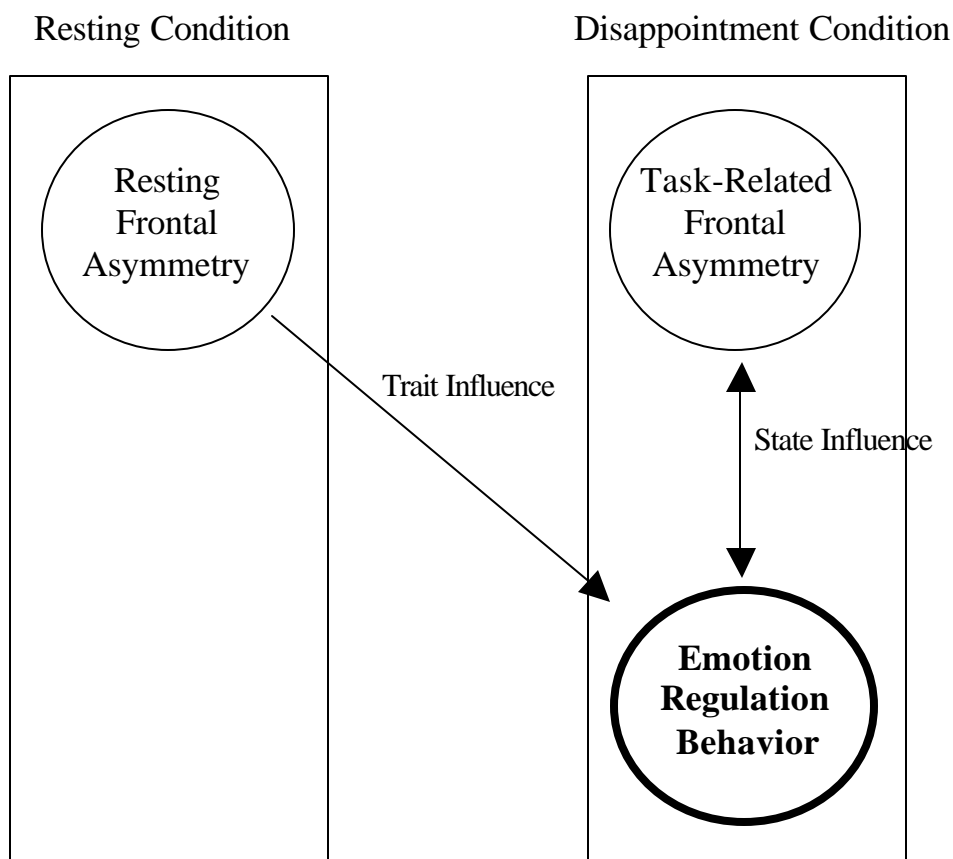 Resting Condition
Disappointment Condition
Resting
Frontal
Asymmetry
Task-Related
Frontal
Asymmetry
Trait Influence
State Influence
Emotion
Regulation
Behavior